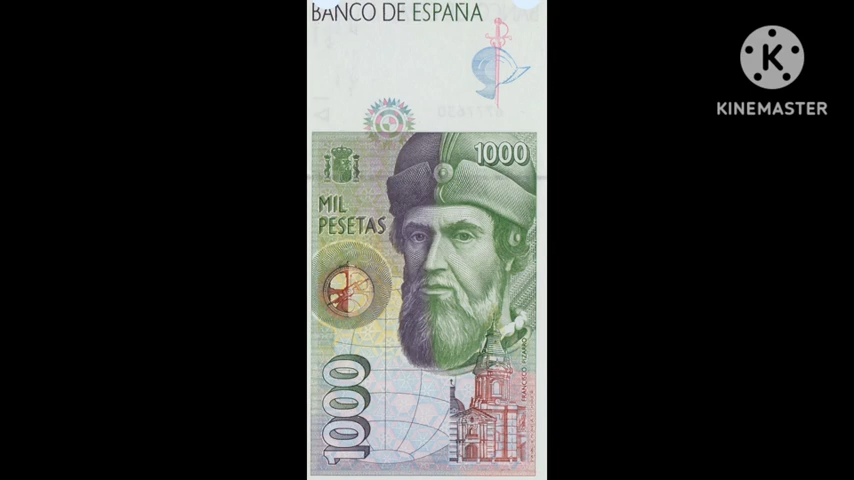 BANCO DE ESPAÑA
KINEMASTER
1000
MIL
PESETAS
1000
FRANCISCO PIZARRO